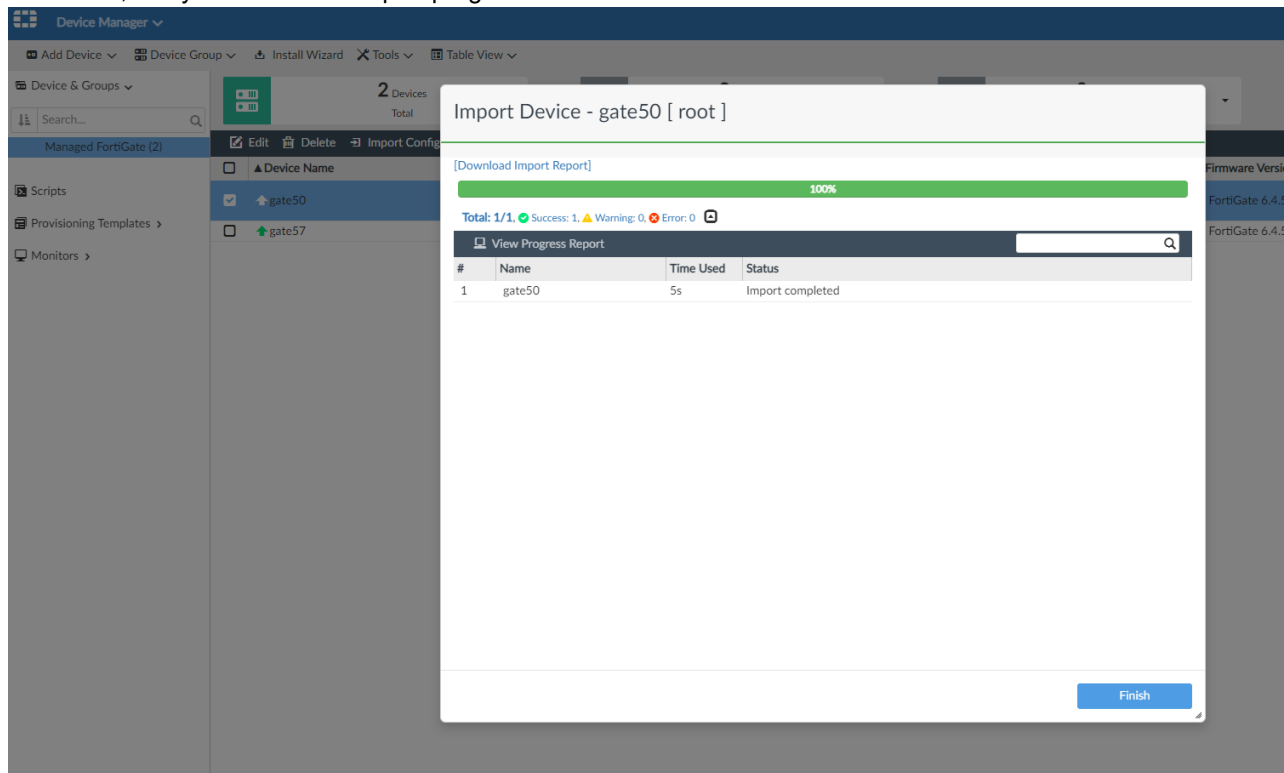 Device Manager
Add Device Device Group Install Wizard Tools Table View
Device & Groups
Search...
Managed FortiGate (2)
Scripts
Provisioning Templates
Monitors
2 Devices
Total
Edit Delete Import Config
Device Name
Firmware Versi
gate50
FortiGate 6.4.5
gate57
FortiGate 6.4.5
Import Device - gate50 [ root ]
[Download Import Report]
100%
Total: 1/1, Success: 1, Warning: 0, Error: 0
View Progress Report
# Name Time Used Status
1 gate50 5s Import completed
Finish